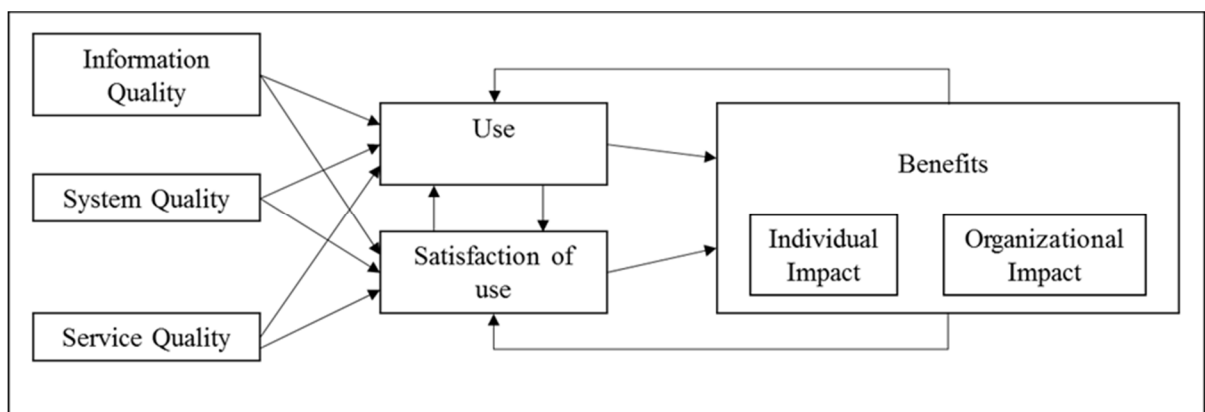 Information
Quality
System Quality
Service Quality
Use
Satisfaction of
use
Benefits
Individual
Impact
Organizational
Impact